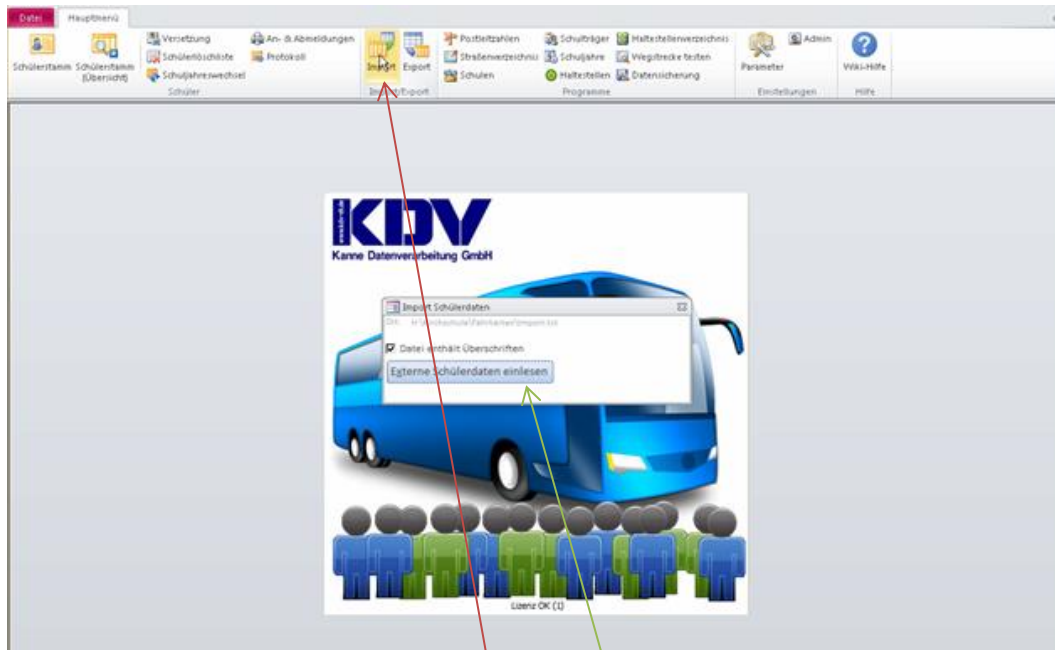 Datei Hauptmenü
Schülerstamm
Schülerstamm (Übersicht)
Versetzung
Schülerlöschliste
Schuljahreswechsel
An- & Abmeldungen
Protokoll
Schüler
Import
Export
Import/Export
Postleitzahlen
Straßenverzeichnis
Schulen
Schulträger
Schuljahre
Haltestellen
Haltestellenverzeichnis
Wegstrecke testen
Datensicherung
Programme
Parameter
Admin
Einstellungen
Wiki-Hilfe
Hilfe
KDV
Kanne Datenverarbeitung GmbH
Import Schülerdaten
Datei enthält Überschriften
Externe Schülerdaten einlesen
Lizenz OK (1)